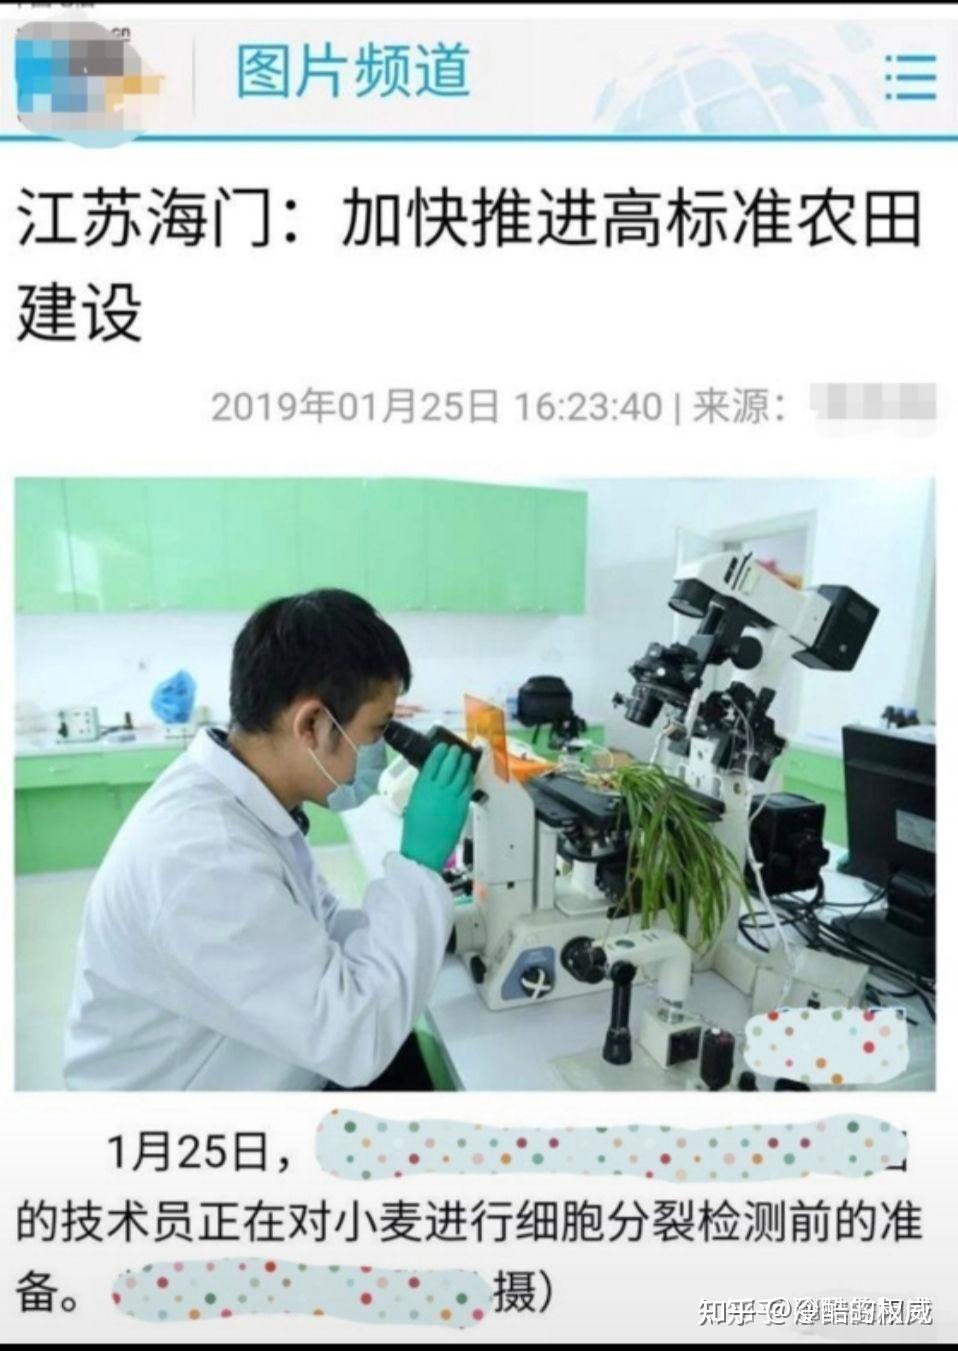 图片频道
江苏海门：加快推进高标准农田
建设
2019年01月25日 16:23:40 | 来源：
1月25日，
的技术员正在对小麦进行细胞分裂检测前的准
备。
摄）
知乎 @冷酷的权威